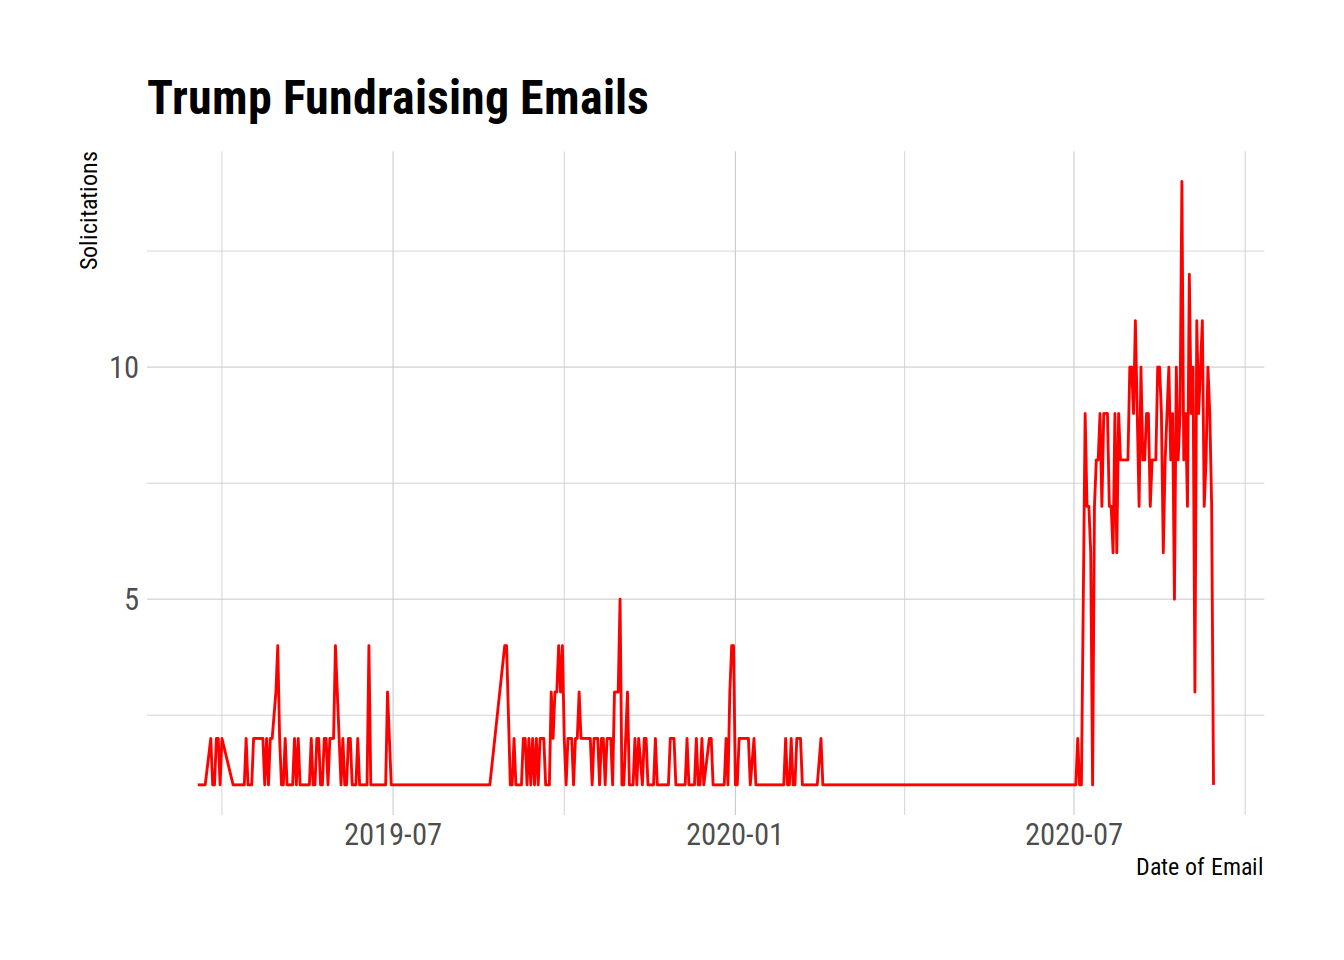 Trump Fundraising Emails
Solicitations
10
5
2019-07
2020-01
2020-07
Date of Email